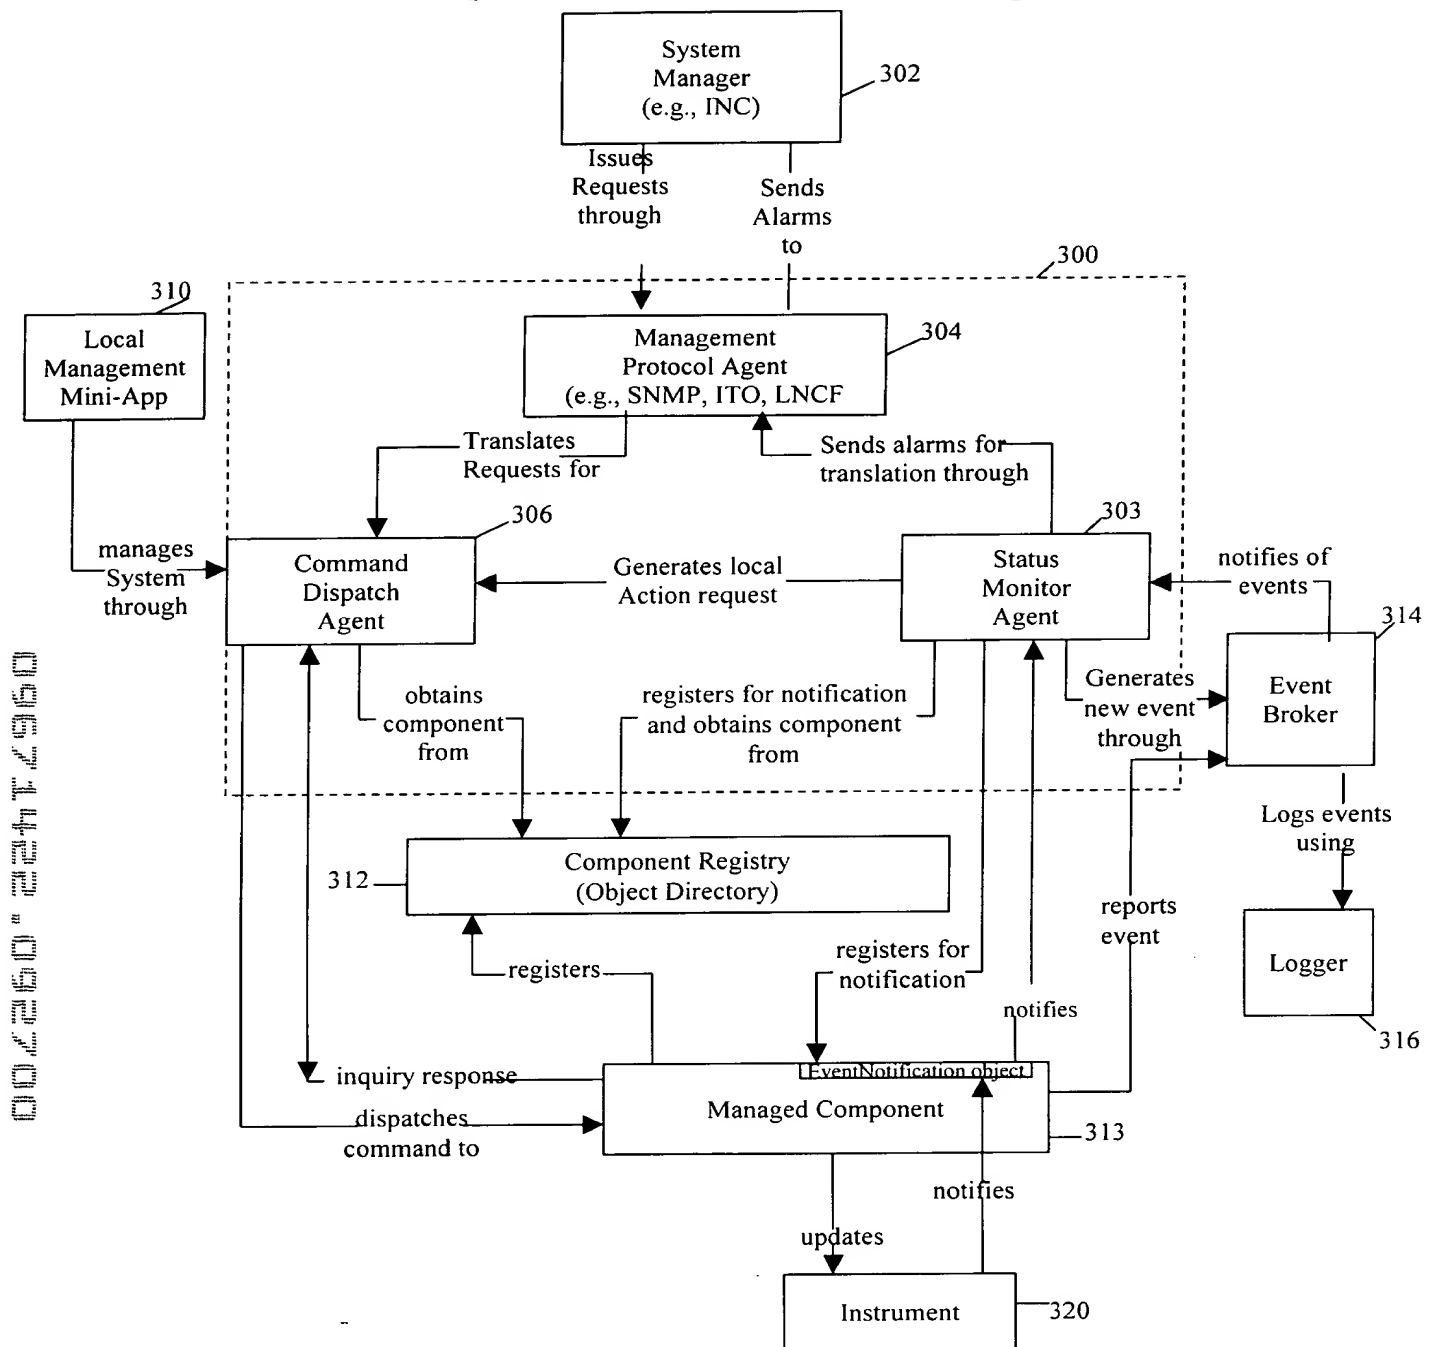 System
Manager
(e.g., INC)
302
Issues
Requests
through
Sends
Alarms
to
300
310
Local
Management
Mini-App
Management
Protocol Agent
(e.g., SNMP, ITO, LNCF
304
Translates
Requests for
Sends alarms for
translation through
306
303
manages
System
through
Command
Dispatch
Agent
Generates local
Action request
Status
Monitor
Agent
notifies of
events
314
obtains
component
from
registers for notification
and obtains component
from
Generates
new event
through
Event
Broker
Logs events
using
312
Component Registry
(Object Directory)
reports
event
registers
registers for
notification
notifies
Logger
316
inquiry response
EventNotification object
Managed Component
313
dispatches
command to
notifies
updates
Instrument
320
09671422.092700